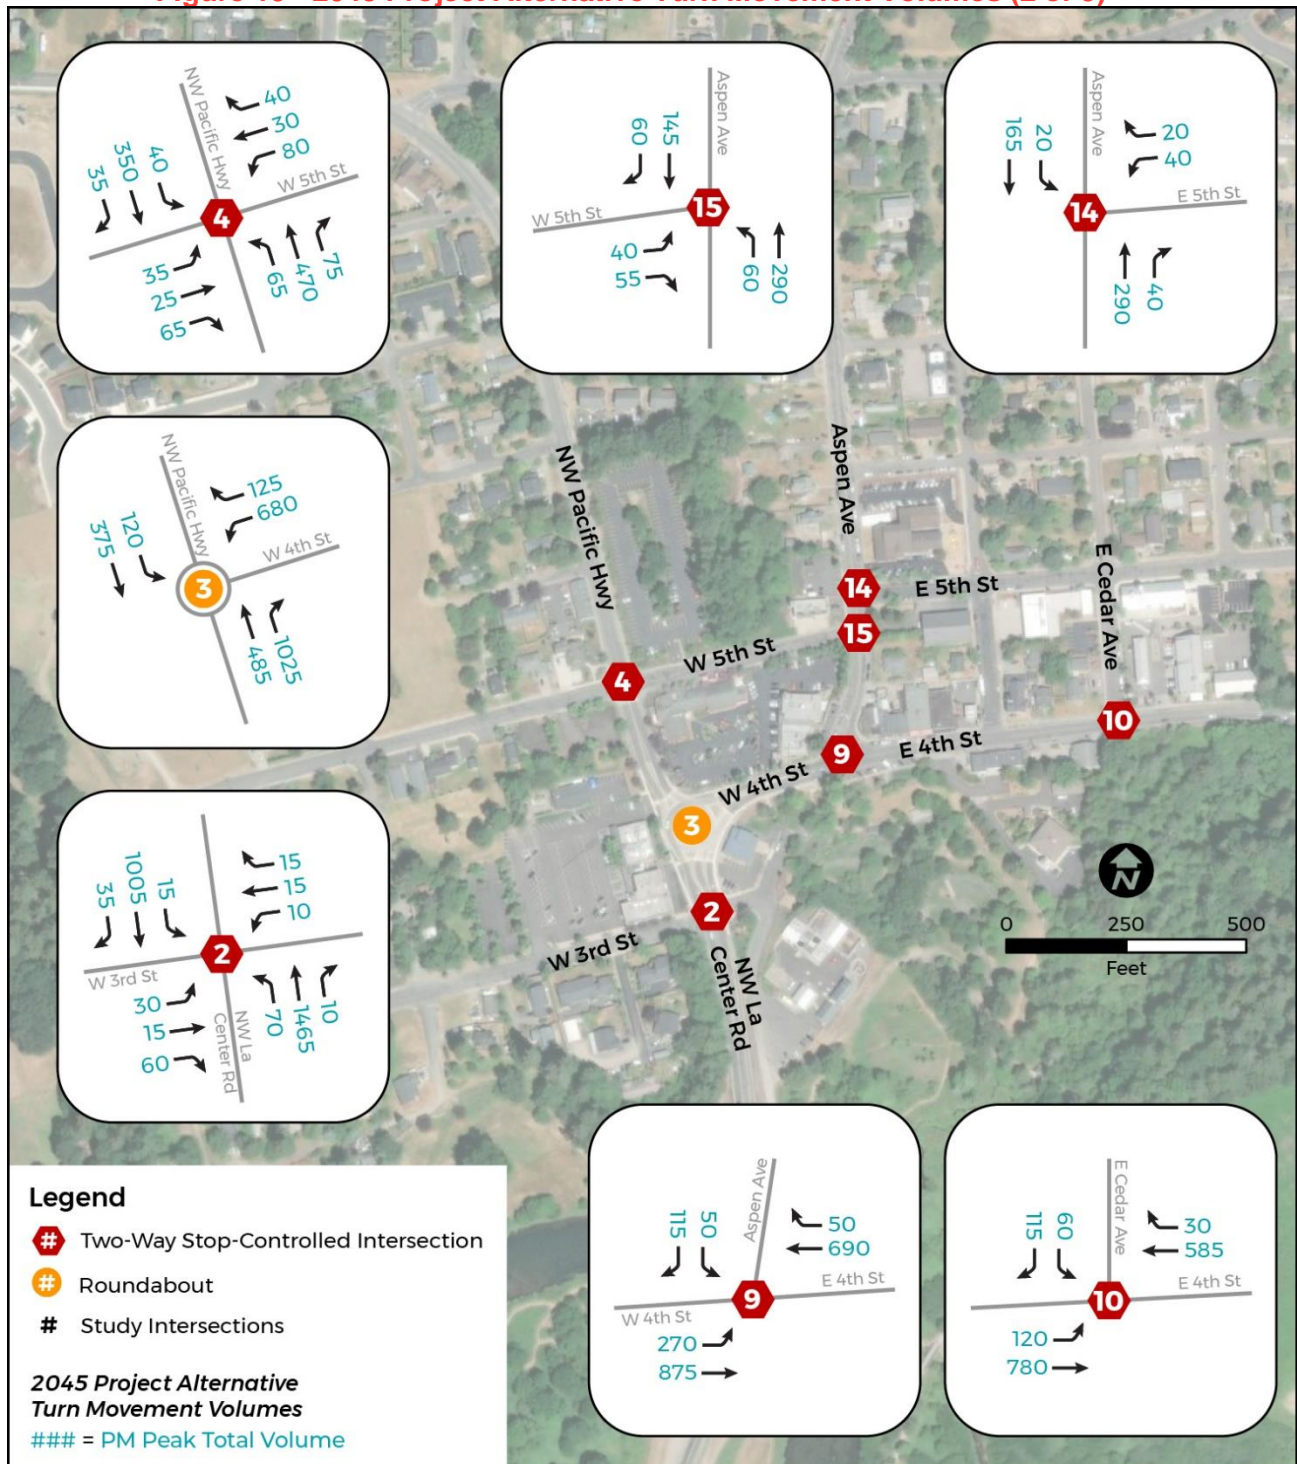 NW Pacific Hwy
40
30
80
35
350
40
W 5th St
4
35
25
65
65
470
75
Aspen Ave
60
145
W 5th St
15
40
55
60
290
Aspen Ave
165
20
20
40
14
E 5th St
290
40
NW Pacific Hwy
125
680
375
120
W 4th St
3
485
1025
35
1005
15
15
15
10
2
W 3rd St
30
15
60
NW La
Center Rd
70
1465
10
NW Pacific Hwy
Aspen Ave
E Cedar Ave
14
E 5th St
15
W 5th St
4
10
9
E 4th St
W 4th St
3
2
W 3rd St
NW La
Center Rd
N
0 250 500
Feet
Aspen Ave
115
50
50
690
E 4th St
9
W 4th St
270
875
E Cedar Ave
115
60
30
585
E 4th St
10
120
780
Legend
# Two-Way Stop-Controlled Intersection
# Roundabout
# Study Intersections
2045 Project Alternative
Turn Movement Volumes
### = PM Peak Total Volume